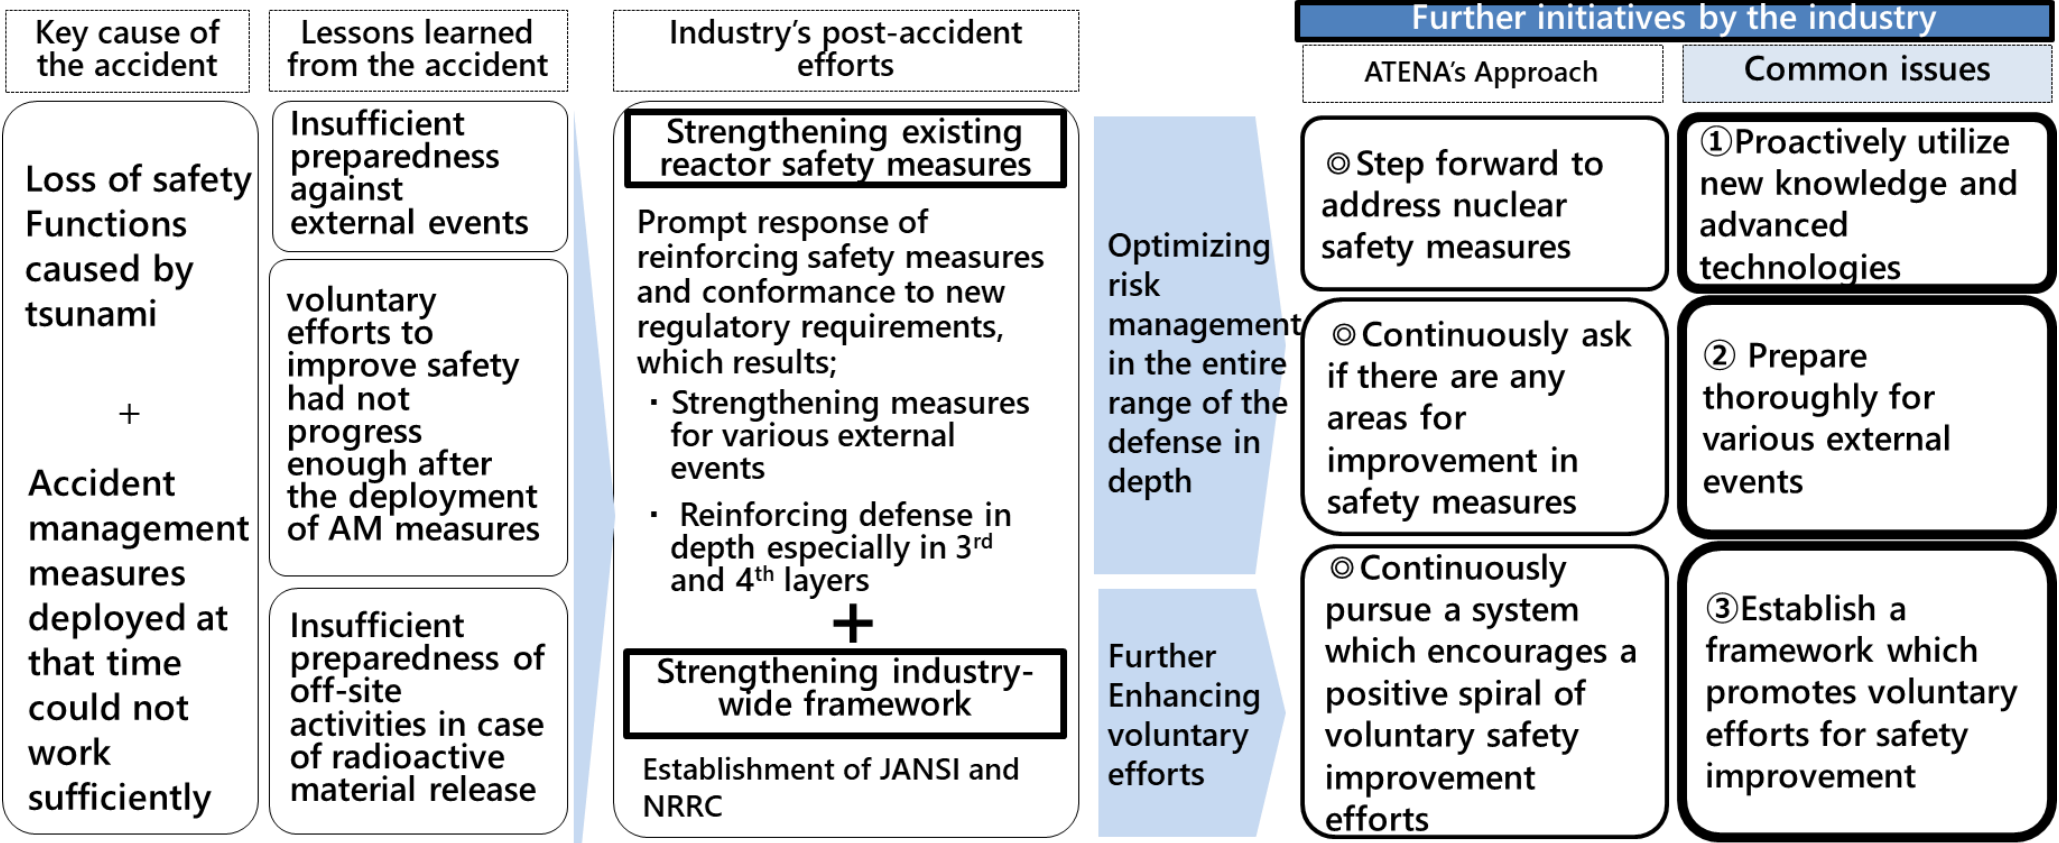 Key cause of
the accident
Loss of safety
Functions
caused by
tsunami
+
Accident
management
measures
deployed at
that time
could not
work
sufficiently
Lessons learned
from the accident
Insufficient
preparedness
against
external events
voluntary
efforts to
improve safety
had not
progress
enough after
the deployment
of AM measures
Insufficient
preparedness of
off-site
activities in case
of radioactive
material release
Industry's post-accident
efforts
Strengthening existing
reactor safety measures
Prompt response of
reinforcing safety measures
and conformance to new
regulatory requirements,
which results;
・Strengthening measures
for various external
events
・ Reinforcing defense in
depth especially in 3rd
and 4th layers
+
Strengthening industry-
wide framework
Establishment of JANSI and
NRRC
Optimizing
risk
management
in the entire
range of the
defense in
depth
Further
Enhancing
voluntary
efforts
Further initiatives by the industry
ATENA's Approach
◎Step forward to
address nuclear
safety measures
◎Continuously ask
if there are any
areas for
improvement in
safety measures
◎Continuously
pursue a system
which encourages a
positive spiral of
voluntary safety
improvement
efforts
Common issues
①Proactively utilize
new knowledge and
advanced
technologies
② Prepare
thoroughly for
various external
events
③Establish a
framework which
promotes voluntary
efforts for safety
improvement